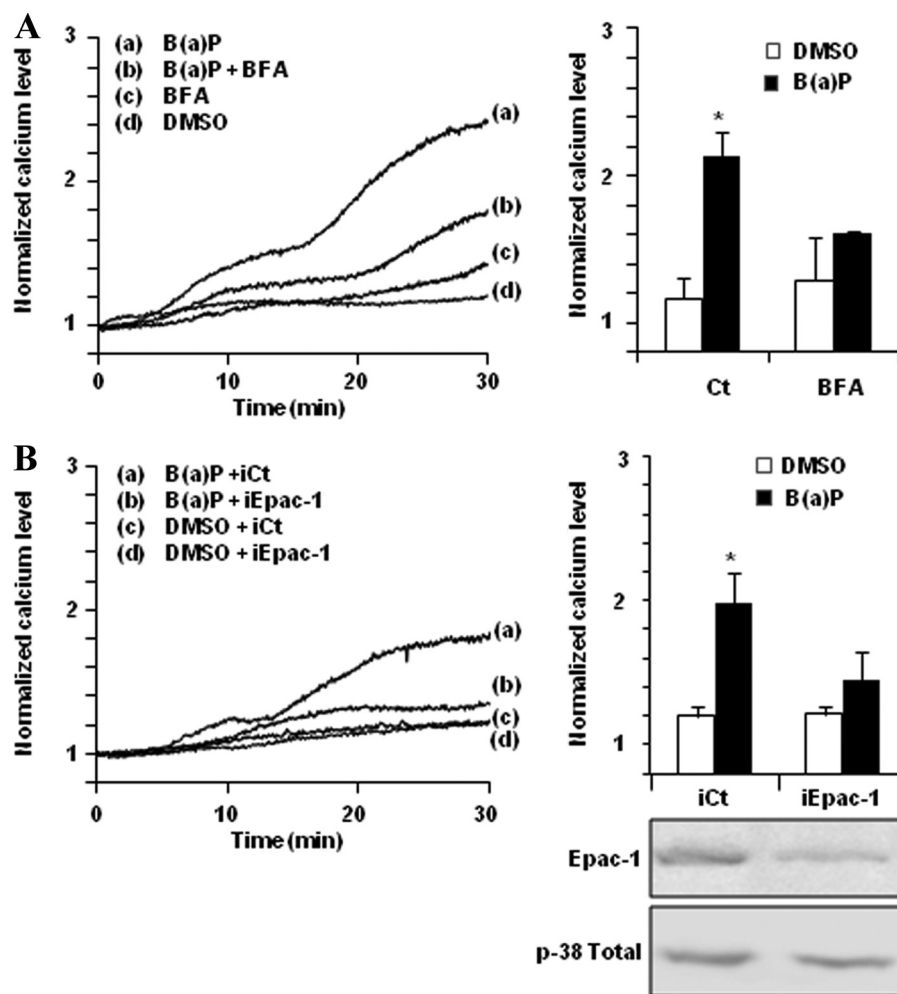 A
(a) B(a)P
(b) B(a)P + BFA
(c) BFA
(d) DMSO
Normalized calcium level
3
2
1
(a)
(b)
(c)
(d)
0 10 20 30
Time (min)
Normalized calcium level
3
2
1
DMSO
B(a)P
*
Ct BFA
B
(a) B(a)P +iCt
(b) B(a)P + iEpac-1
(c) DMSO + iCt
(d) DMSO + iEpac-1
Normalized calcium level
3
2
1
(a)
(b)
(c)
(d)
0 10 20 30
Time (min)
Normalized calcium level
3
2
1
DMSO
B(a)P
*
iCt iEpac-1
Epac-1
p-38 Total